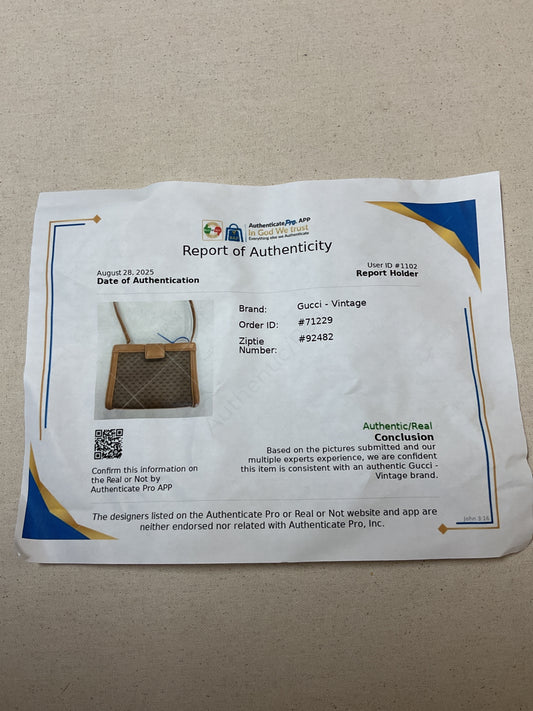 Authenticate Pro. APP
In God We trust
Everything else we Authenticate
Report of Authenticity
August 28, 2025
Date of Authentication
User ID #1102
Report Holder
Brand: Gucci - Vintage
Order ID: #71229
Ziptie #92482
Number:
Authentic/Real
Conclusion
Based on the pictures submitted and our
multiple experts experience, we are confident
this item is consistent with an authentic Gucci -
Vintage brand.
Confirm this information on
the Real or Not by
Authenticate Pro APP
The designers listed on the Authenticate Pro or Real or Not website and app are
neither endorsed nor related with Authenticate Pro, Inc.
John 3:16